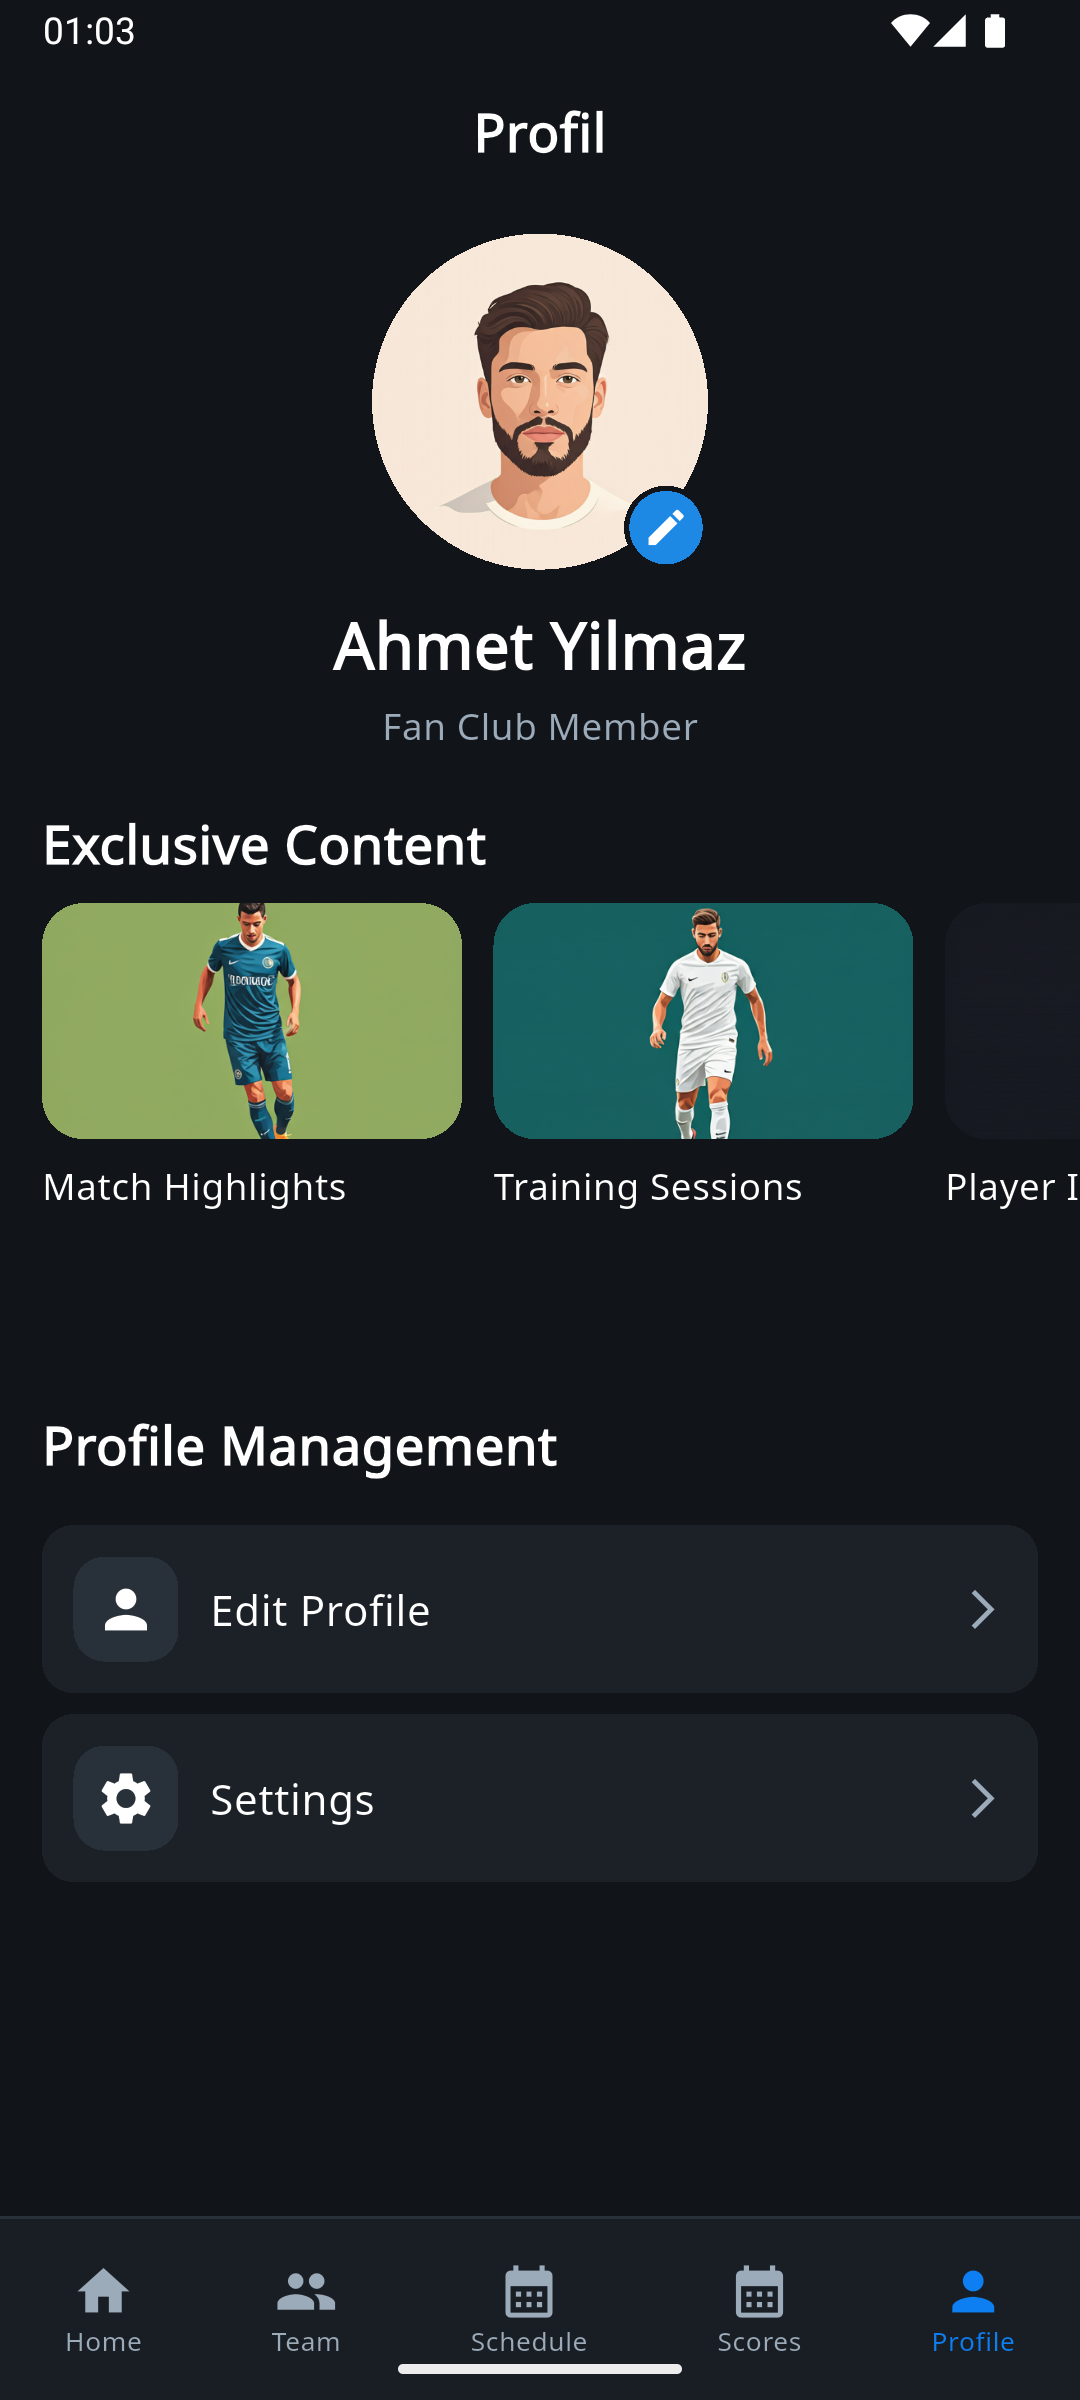 01:03
Profil
Ahmet Yilmaz
Fan Club Member
Exclusive Content
Match Highlights
Training Sessions
Player I
Profile Management
Edit Profile
Settings
Home
Team
Schedule
Scores
Profile